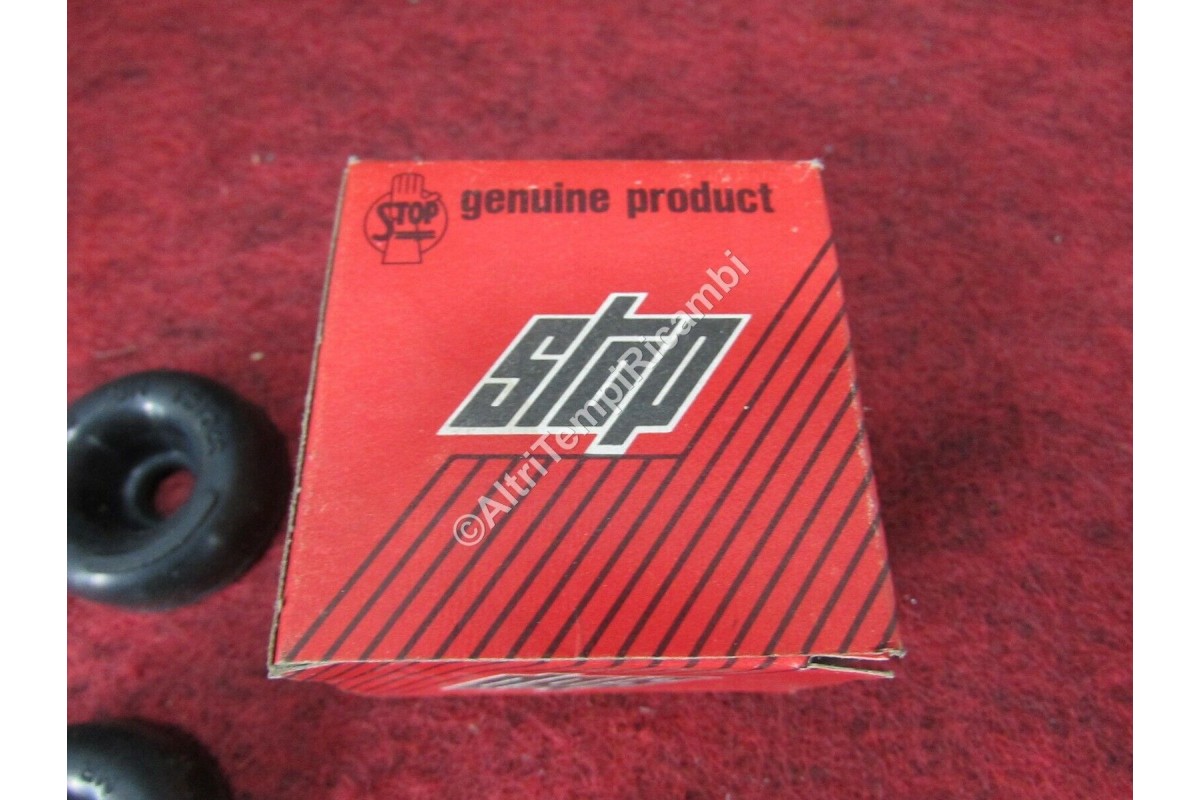 STOP
genuine product
stop
©AltriTempiRicambi